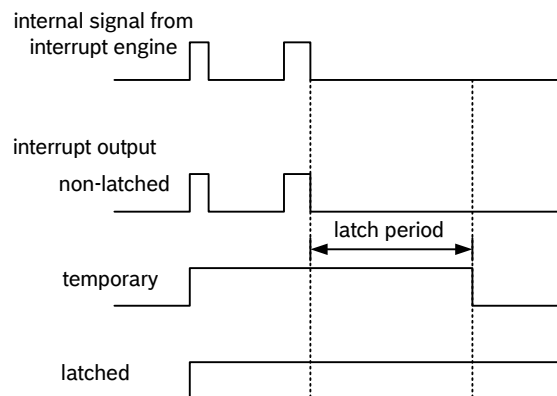 internal signal from
interrupt engine
interrupt output
non-latched
latch period
temporary
latched